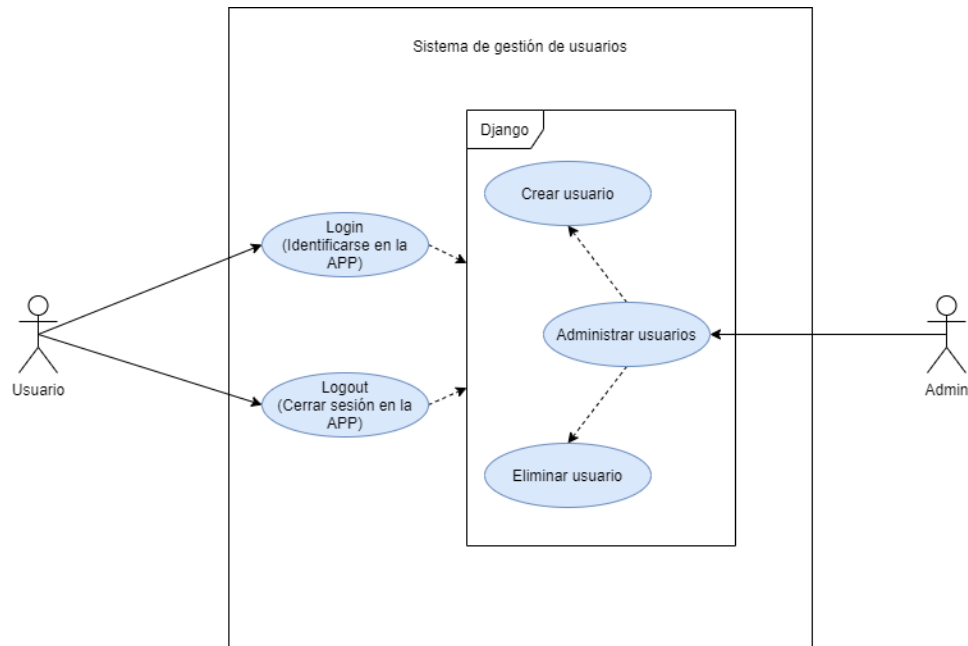 Sistema de gestión de usuarios
Django
Crear usuario
Login
(Identificarse en la
APP)
Administrar usuarios
Usuario
Admin
Logout
(Cerrar sesión en la
APP)
Eliminar usuario